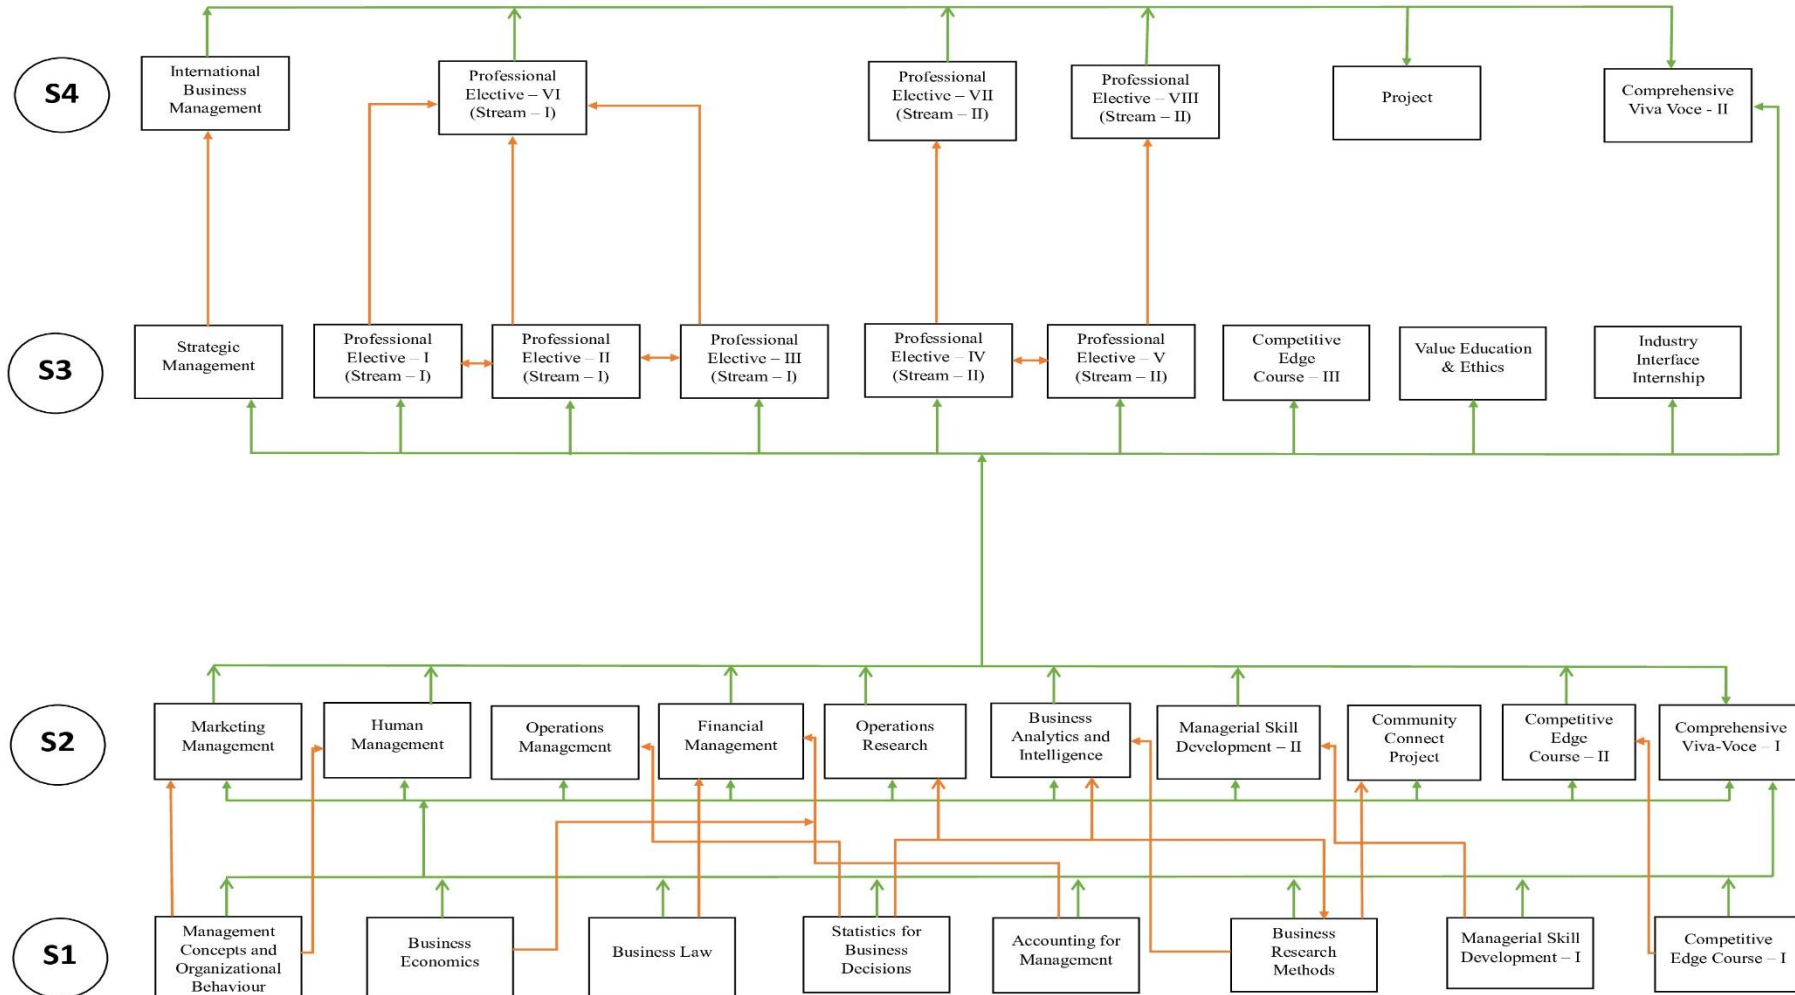 S4
International
Business
Management
Professional
Elective – VI
(Stream – I)
Professional
Elective – VII
(Stream – II)
Professional
Elective – VIII
(Stream – II)
Project
Comprehensive
Viva Voce - II
S3
Strategic
Management
Professional
Elective – I
(Stream – I)
Professional
Elective – II
(Stream – I)
Professional
Elective – III
(Stream – I)
Professional
Elective – IV
(Stream – II)
Professional
Elective – V
(Stream – II)
Competitive
Edge
Course – III
Value Education
& Ethics
Industry
Interface
Internship
S2
Marketing
Management
Human
Management
Operations
Management
Financial
Management
Operations
Research
Business
Analytics and
Intelligence
Managerial Skill
Development – II
Community
Connect
Project
Competitive
Edge
Course – II
Comprehensive
Viva-Voce – I
S1
Management
Concepts and
Organizational
Behaviour
Business
Economics
Business Law
Statistics for
Business
Decisions
Accounting for
Management
Business
Research
Methods
Managerial Skill
Development – I
Competitive
Edge Course – I